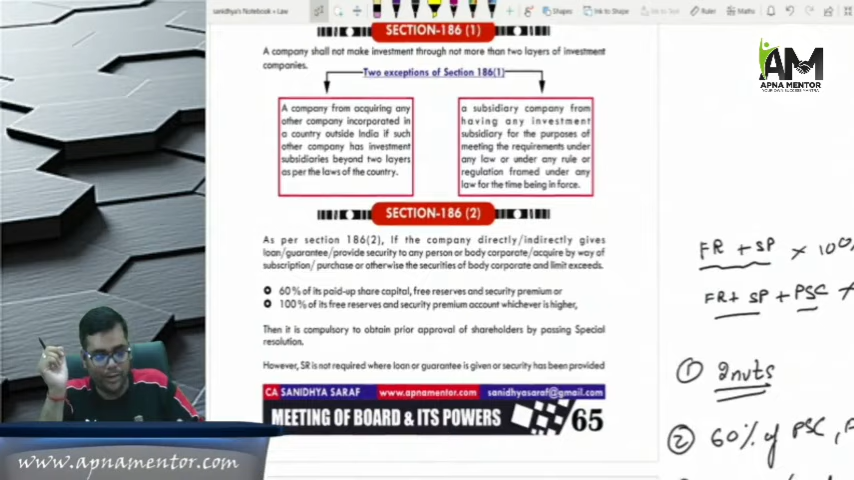 sanidhya's Notebook » Law
Shapes
Ink to Shape
Ink to Text
Ruler
Maths
AM
APNA MENTOR
SECTION-186 (1)
A company shall not make investment through not more than two layers of investment
companies.
Two exceptions of Section 186(1)
A company from acquiring any
other company incorporated in
a country outside India if such
other company has investment
subsidiaries beyond two layers
as per the laws of the country.
a subsidiary company from
having any investment
subsidiary for the purposes of
meeting the requirements under
any law or under any rule or
regulation framed under any
law for the time being in force.
SECTION-186 (2)
As per section 186(2), If the company directly/indirectly gives
loan/guarantee/provide security to any person or body corporate/acquire by way of
subscription/ purchase or otherwise the securities of body corporate and limit exceeds.
60% of its paid-up share capital, free reserves and security premium or
100% of its free reserves and security premium account whichever is higher,
Then it is compulsory to obtain prior approval of shareholders by passing Special
resolution.
However, SR is not required where loan or guarantee is given or security has been provided
CA SANIDHYA SARAF www.apnamentor.com sanidhyasaraf@gmail.com
MEETING OF BOARD & ITS POWERS 65
FR + SP × 100%
FR + SP + PSC ×
①
② 60% of PSC,
www.apnamentor.com